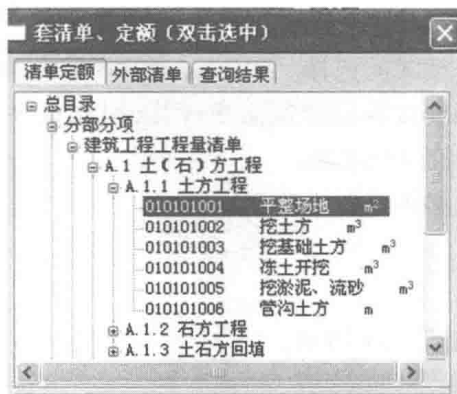 套清单、定额（双击选中）
清单定额 外部清单 查询结果
总目录
分部分项
建筑工程工程量清单
A.1 土（石）方工程
A.1.1 土方工程
010101001 平整场地 m²
010101002 挖土方 m³
010101003 挖基础土方 m³
010101004 冻土开挖 m³
010101005 挖淤泥、流砂 m³
010101006 管沟土方 m
A.1.2 石方工程
A.1.3 土石方回填